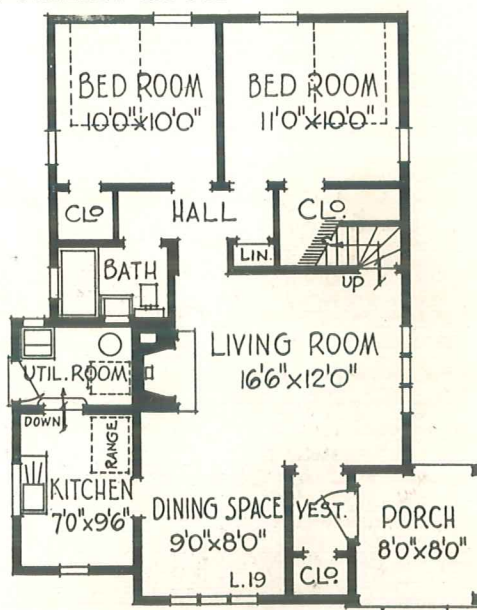 BED ROOM
10'0"x10'0"
BED ROOM
11'0"x10'0"
CLO
HALL
CLO.
LIN.
BATH
UP
LIVING ROOM
16'6"x12'0"
UTIL. ROOM
DOWN
RANGE
KITCHEN
7'0"x9'6"
DINING SPACE
9'0"x8'0"
VEST.
PORCH
8'0"x8'0"
L.19
CLO.